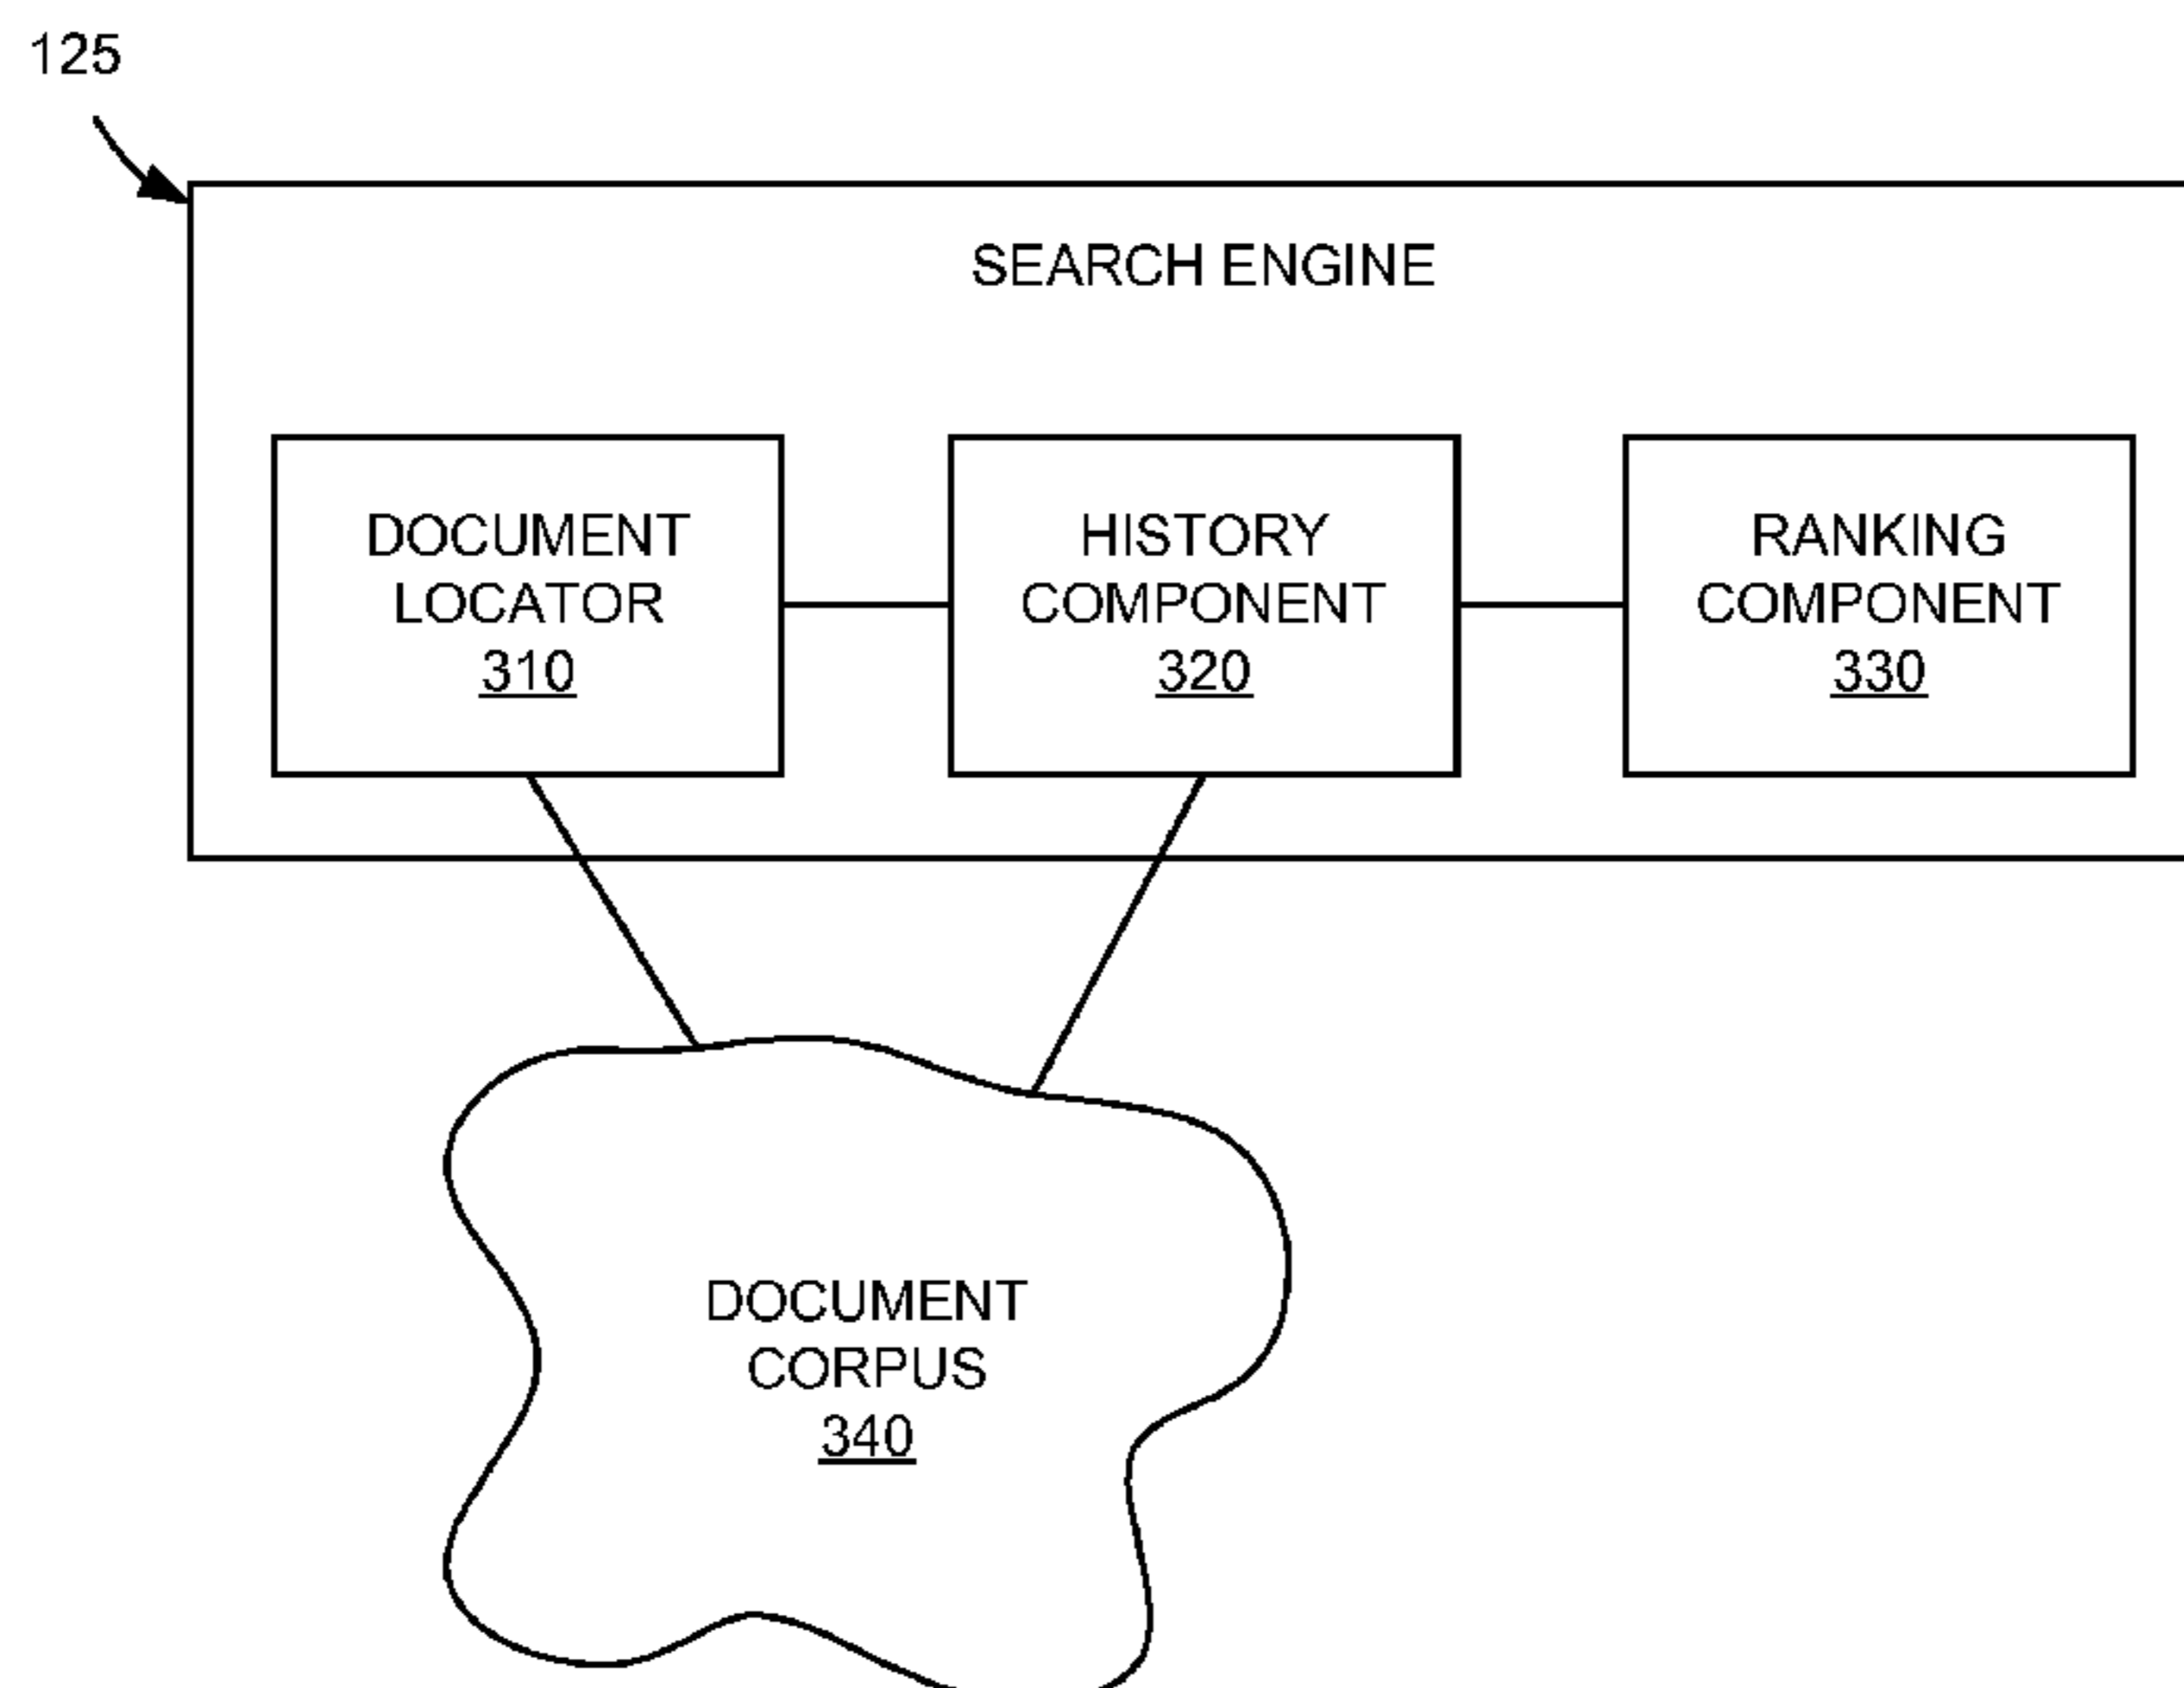 125
SEARCH ENGINE
DOCUMENT
LOCATOR
310
HISTORY
COMPONENT
320
RANKING
COMPONENT
330
DOCUMENT
CORPUS
340